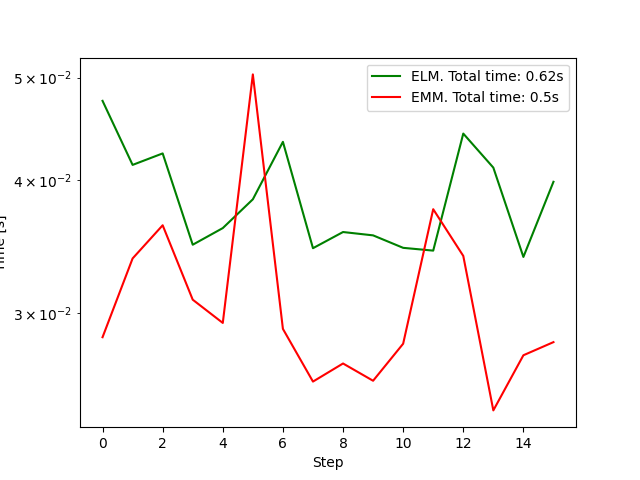 ELM. Total time: 0.62s
EMM. Total time: 0.5s
5 × 10⁻²
4 × 10⁻²
3 × 10⁻²
0 2 4 6 8 10 12 14
Step